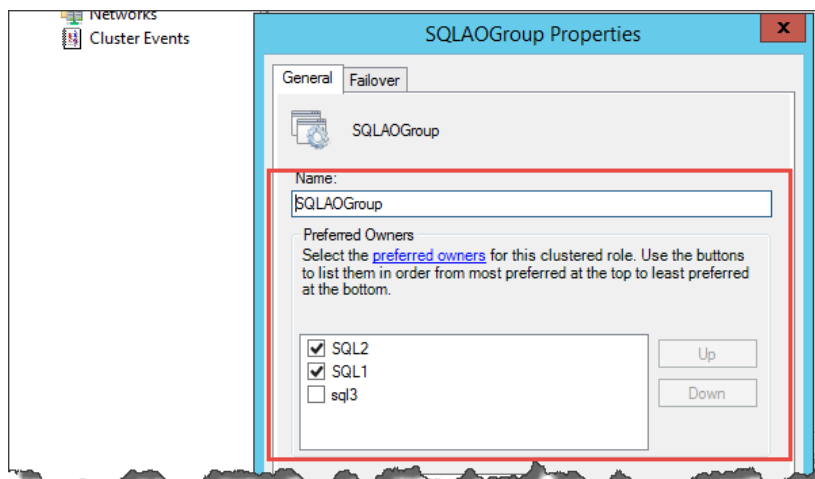 Networks
Cluster Events
SQLAOGroup Properties
x
General
Failover
SQLAOGroup
Name:
SQLAOGroup
Preferred Owners
Select the preferred owners for this clustered role. Use the buttons
to list them in order from most preferred at the top to least preferred
at the bottom.
SQL2
SQL1
sql3
Up
Down